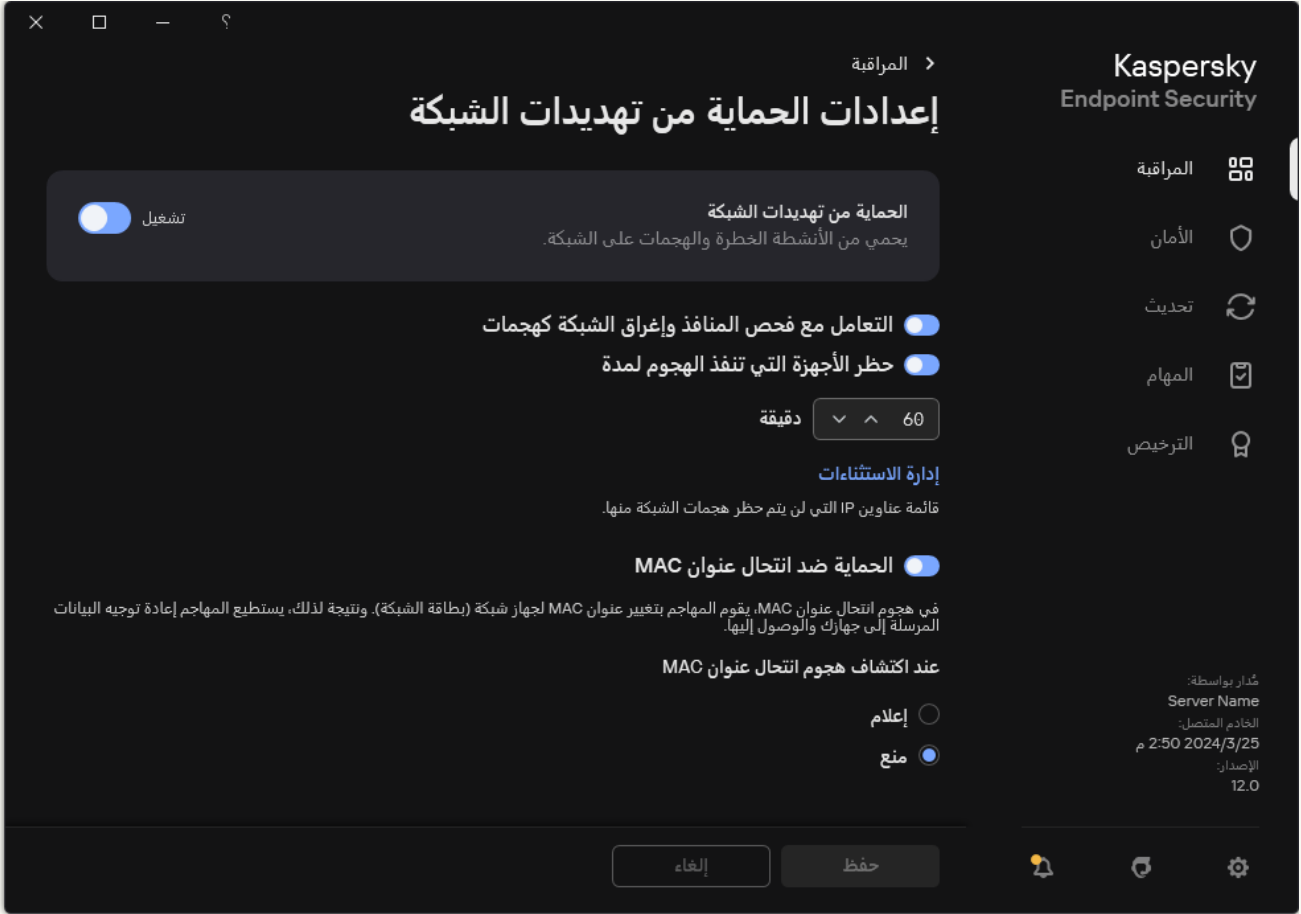 ؟
Kaspersky
Endpoint Security
المراقبة
الأمان
تحديث
المهام
الترخيص
مُدار بواسطة:
Server Name
الخادم المتصل:
2024/3/25 2:50 م
الإصدار:
12.0
المراقبة
إعدادات الحماية من تهديدات الشبكة
الحماية من تهديدات الشبكة
يحمي من الأنشطة الخطرة والهجمات على الشبكة.
تشغيل
التعامل مع فحص المنافذ وإغراق الشبكة كهجمات
حظر الأجهزة التي تنفذ الهجوم لمدة
60 دقيقة
إدارة الاستثناءات
قائمة عناوين IP التي لن يتم حظر هجمات الشبكة منها.
الحماية ضد انتحال عنوان MAC
في هجوم انتحال عنوان MAC، يقوم المهاجم بتغيير عنوان MAC لجهاز شبكة (بطاقة الشبكة). ونتيجة لذلك، يستطيع المهاجم إعادة توجيه البيانات
المرسلة إلى جهازك والوصول إليها.
عند اكتشاف هجوم انتحال عنوان MAC
إعلام
منع
حفظ
إلغاء